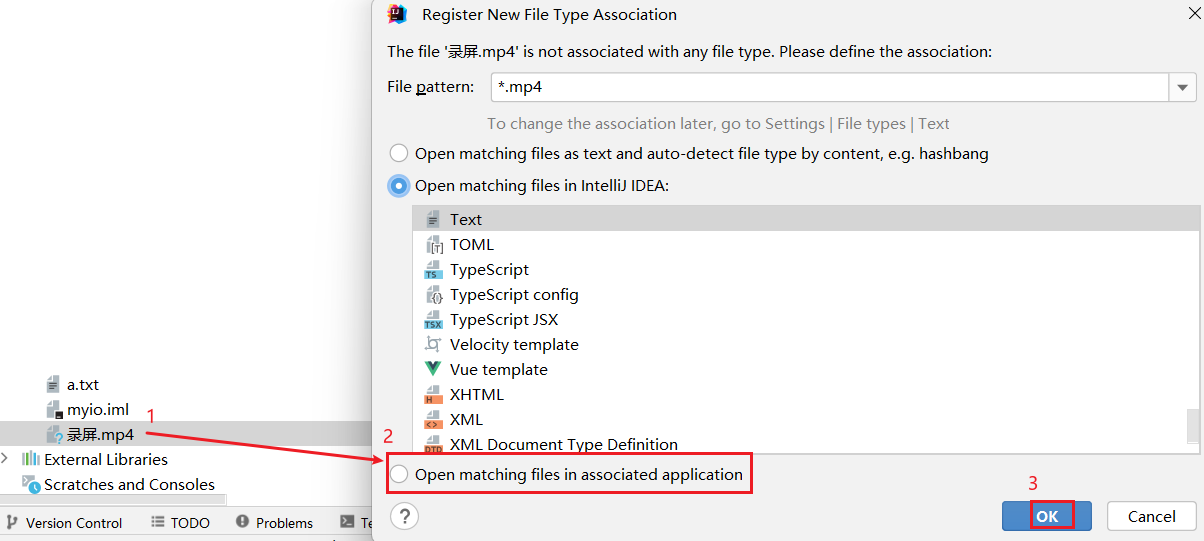 Register New File Type Association
The file '录屏.mp4' is not associated with any file type. Please define the association:
File pattern: *.mp4
To change the association later, go to Settings | File types | Text
Open matching files as text and auto-detect file type by content, e.g. hashbang
Open matching files in IntelliJ IDEA:
Text
TOML
TypeScript
TypeScript config
TypeScript JSX
Velocity template
Vue template
XHTML
XML
XML Document Type Definition
2
Open matching files in associated application
3
? OK Cancel
a.txt
myio.iml
1
录屏.mp4
External Libraries
Scratches and Consoles
Version Control TODO Problems Te